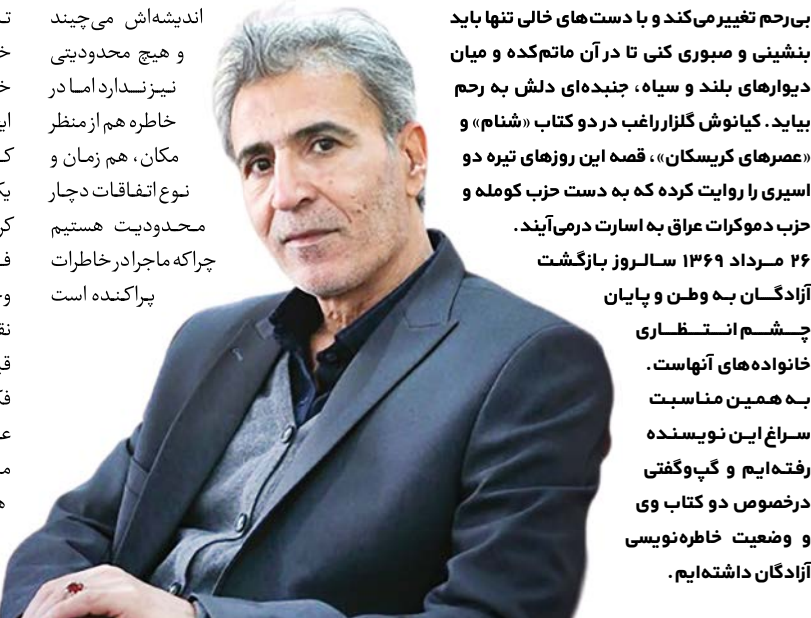 بی‌رحم تغییر می‌کند و با دست‌های خالی تنها باید
بنشینی و صبوری کنی تا در آن ماتم‌کده و میان
دیوارهای بلند و سیاه، جنبده‌ای دلش به رحم
بیاید. کیانوش گلزار راغب در دو کتاب «شنام» و
«عصرهای کریسکان»، قصه این روزهای تیره دو
اسیری را روایت کرده که به دست حزب کومله و
حزب دموکرات عراق به اسارت درمی‌آیند.
۲۶ مرداد ۱۳۶۹ سالروز بازگشت
آزادگان به وطن و پایان
چشم انتظاری
خانواده‌های آنهاست.
به همین مناسبت
سراغ این نویسنده
رفته‌ایم و گپ‌وگفتی
درخصوص دو کتاب وی
و وضعیت خاطره‌نویسی
آزادگان داشته‌ایم.
اندیشه‌اش می‌چیند
و هیچ محدودیتی
نیز ندارد اما در
خاطره هم از منظر
مکان، هم زمان و
نوع اتفاقات دچار
محدودیت هستیم
چراکه ماجرا در خاطرات
پراکنده است